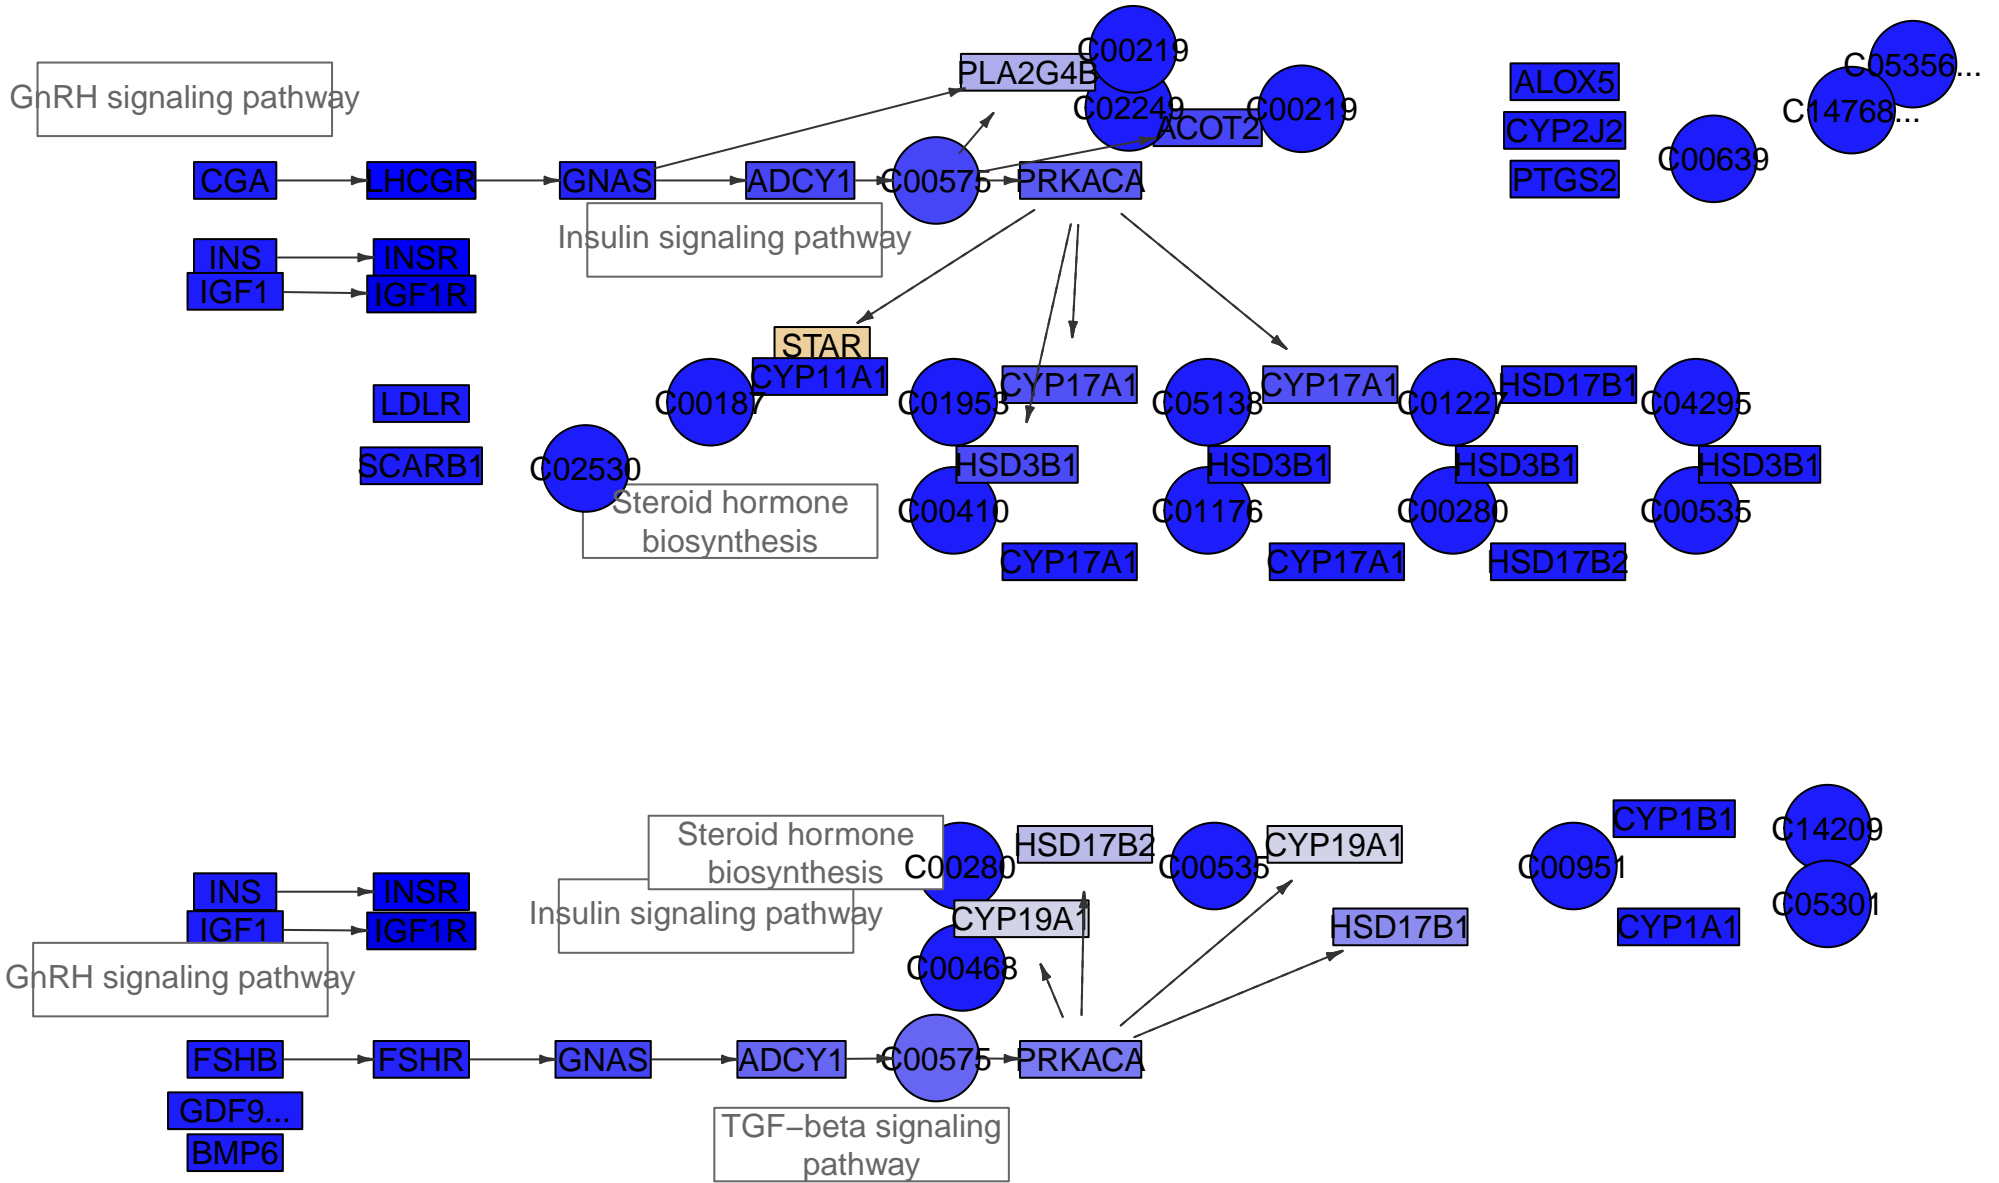 C00219
PLA2G4B
C05356...
ALOX5
GnRH signaling pathway
C02249
C00219
C14768...
ACOT2
CYP2J2
C00639
CGA
LHCGR
GNAS
ADCY1
C00575
PRKACA
PTGS2
Insulin signaling pathway
INS
INSR
IGF1
IGF1R
STAR
CYP11A1
CYP17A1
CYP17A1
HSD17B1
LDLR
C00187
C01953
C05138
C01227
C04295
SCARB1
C02530
HSD3B1
HSD3B1
HSD3B1
HSD3B1
Steroid hormone
biosynthesis
C00410
C01176
C00280
C00535
CYP17A1
CYP17A1
HSD17B2
CYP1B1
C14209
Steroid hormone
biosynthesis
C00280
HSD17B2
C00535
CYP19A1
C00951
INS
INSR
C05301
Insulin signaling pathway
CYP19A1
HSD17B1
CYP1A1
IGF1
IGF1R
GnRH signaling pathway
C00468
FSHB
FSHR
GNAS
ADCY1
C00575
PRKACA
GDF9...
TGF−beta signaling
pathway
BMP6